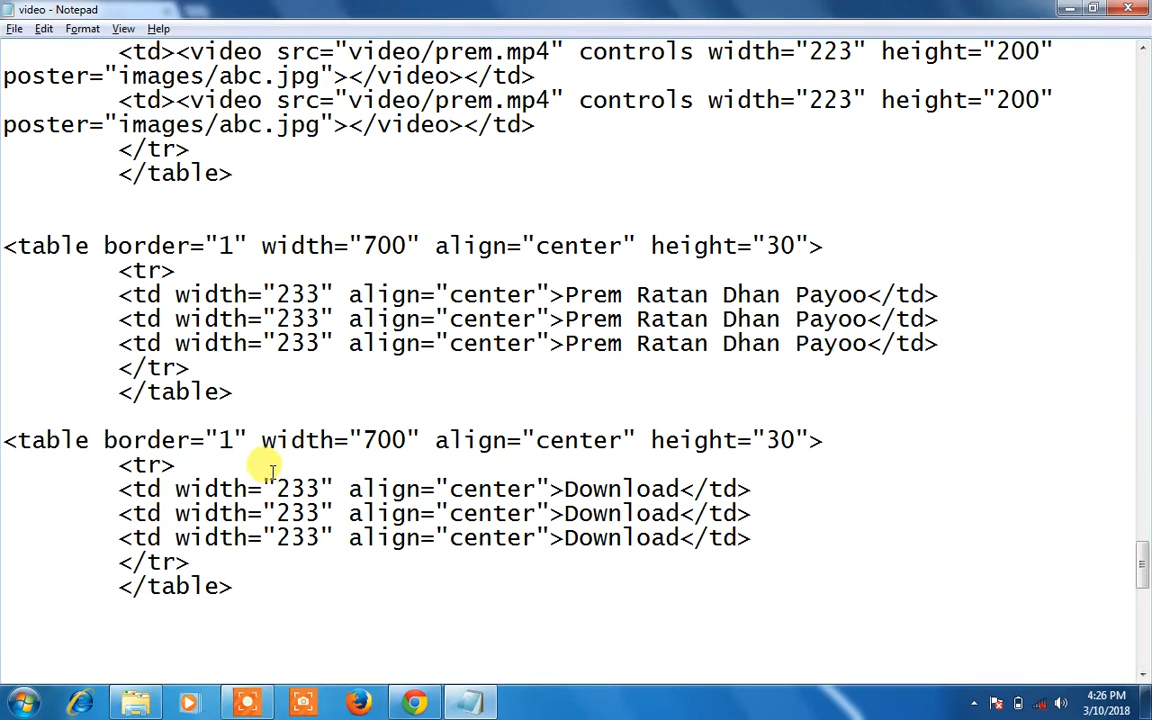 video - Notepad
File Edit Format View Help
<td><video src="video/prem.mp4" controls width="223" height="200"
poster="images/abc.jpg"></video></td>
<td><video src="video/prem.mp4" controls width="223" height="200"
poster="images/abc.jpg"></video></td>
</tr>
</table>
<table border="1" width="700" align="center" height="30">
<tr>
<td width="233" align="center">Prem Ratan Dhan Payoo</td>
<td width="233" align="center">Prem Ratan Dhan Payoo</td>
<td width="233" align="center">Prem Ratan Dhan Payoo</td>
</tr>
</table>
<table border="1" width="700" align="center" height="30">
<tr>
<td width="233" align="center">Download</td>
<td width="233" align="center">Download</td>
<td width="233" align="center">Download</td>
</tr>
</table>
4:26 PM
3/10/2018